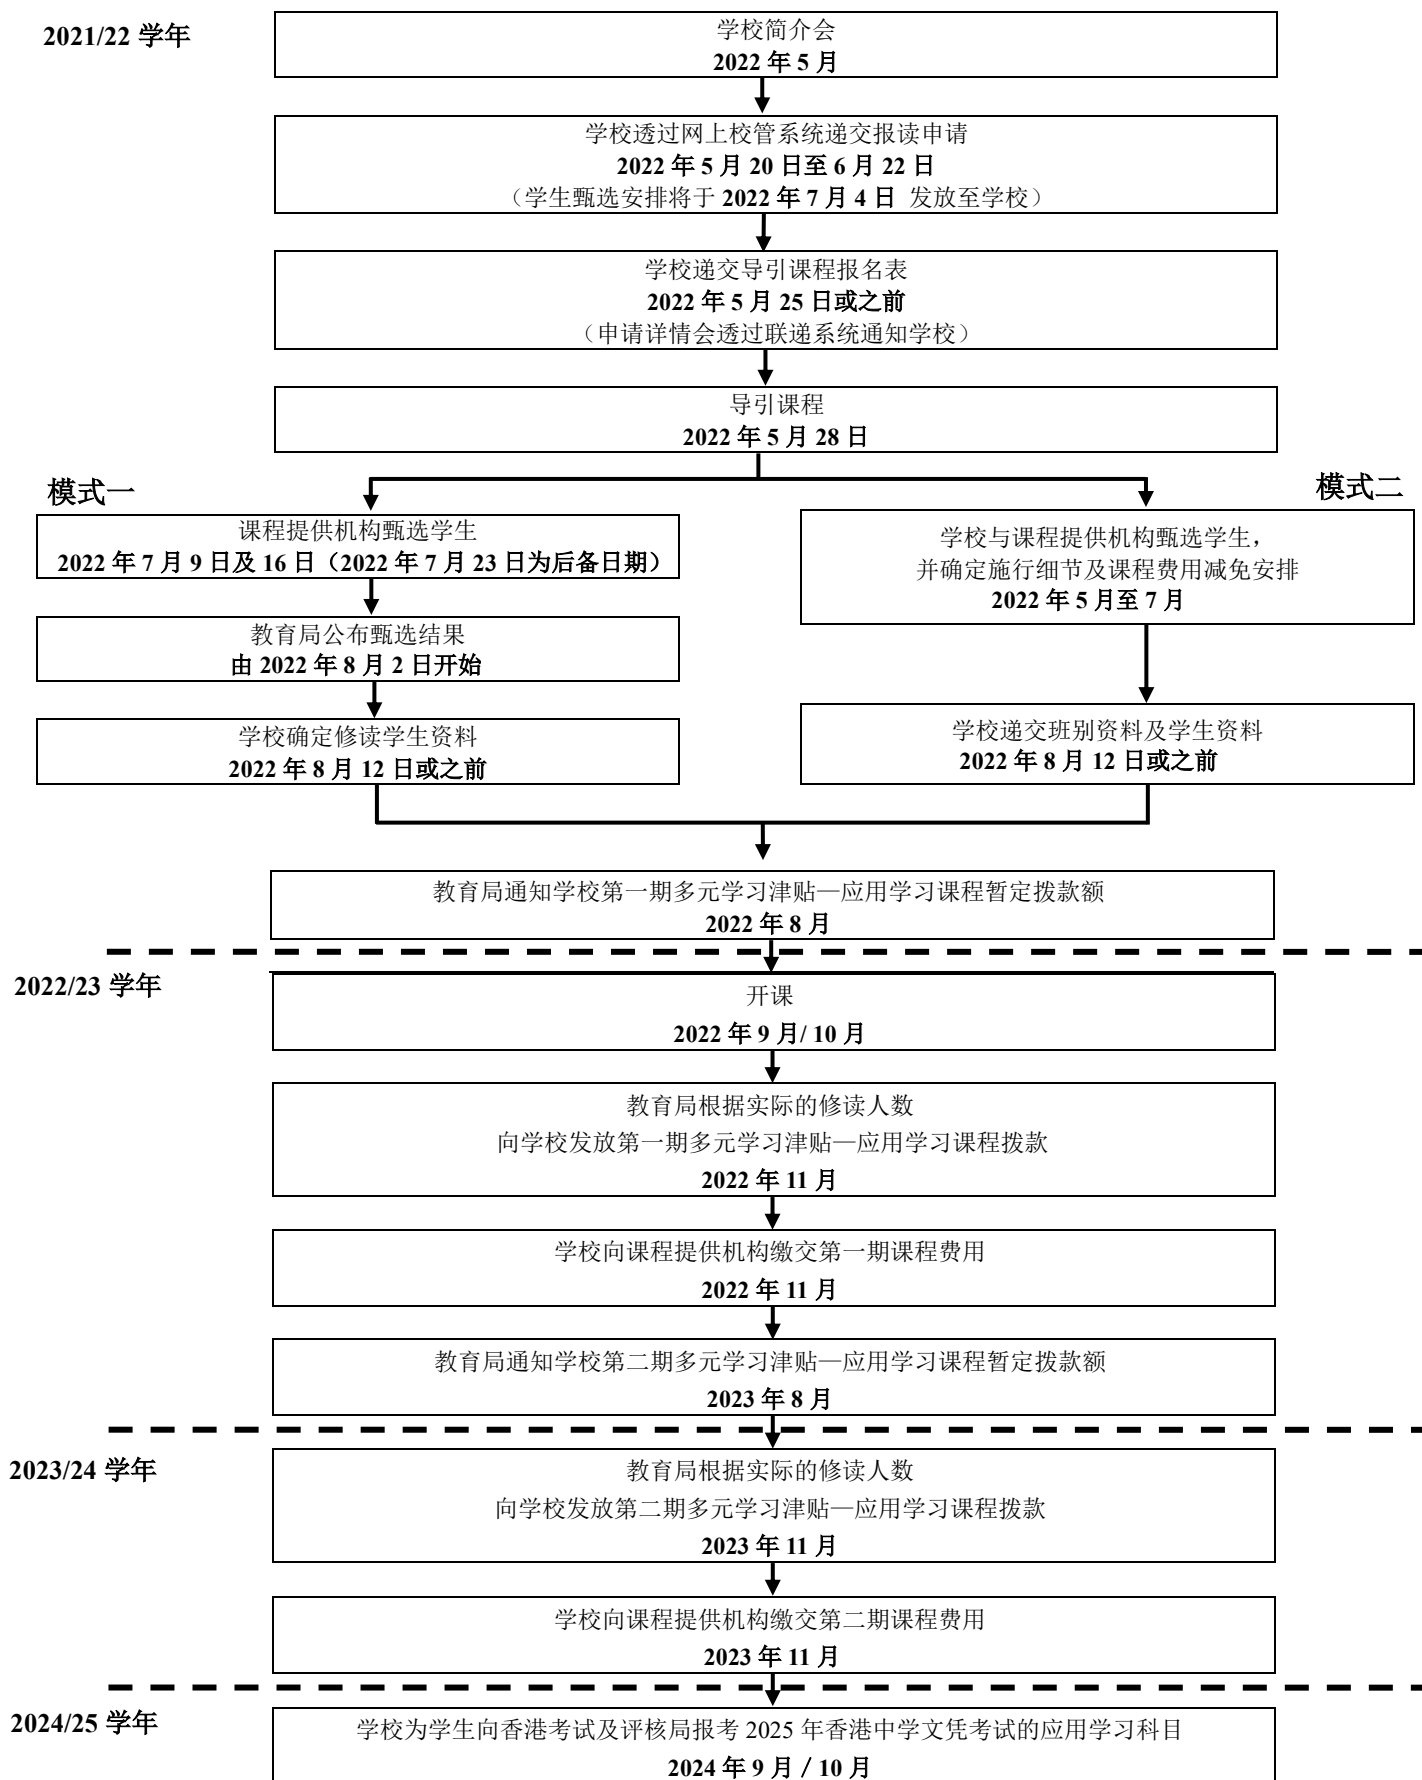 2021/22 学年
学校简介会
2022 年 5 月
学校透过网上校管系统递交报读申请
2022 年 5 月 20 日至 6 月 22 日
（学生甄选安排将于 2022 年 7 月 4 日 发放至学校）
学校递交导引课程报名表
2022 年 5 月 25 日或之前
（申请详情会透过联递系统通知学校）
导引课程
2022 年 5 月 28 日
模式一
课程提供机构甄选学生
2022 年 7 月 9 日及 16 日（2022 年 7 月 23 日为后备日期）
教育局公布甄选结果
由 2022 年 8 月 2 日开始
学校确定修读学生资料
2022 年 8 月 12 日或之前
模式二
学校与课程提供机构甄选学生，
并确定施行细节及课程费用减免安排
2022 年 5 月至 7 月
学校递交班别资料及学生资料
2022 年 8 月 12 日或之前
教育局通知学校第一期多元学习津贴—应用学习课程暂定拨款额
2022 年 8 月
2022/23 学年
开课
2022 年 9 月/ 10 月
教育局根据实际的修读人数
向学校发放第一期多元学习津贴—应用学习课程拨款
2022 年 11 月
学校向课程提供机构缴交第一期课程费用
2022 年 11 月
教育局通知学校第二期多元学习津贴—应用学习课程暂定拨款额
2023 年 8 月
2023/24 学年
教育局根据实际的修读人数
向学校发放第二期多元学习津贴—应用学习课程拨款
2023 年 11 月
学校向课程提供机构缴交第二期课程费用
2023 年 11 月
2024/25 学年
学校为学生向香港考试及评核局报考 2025 年香港中学文凭考试的应用学习科目
2024 年 9 月 / 10 月